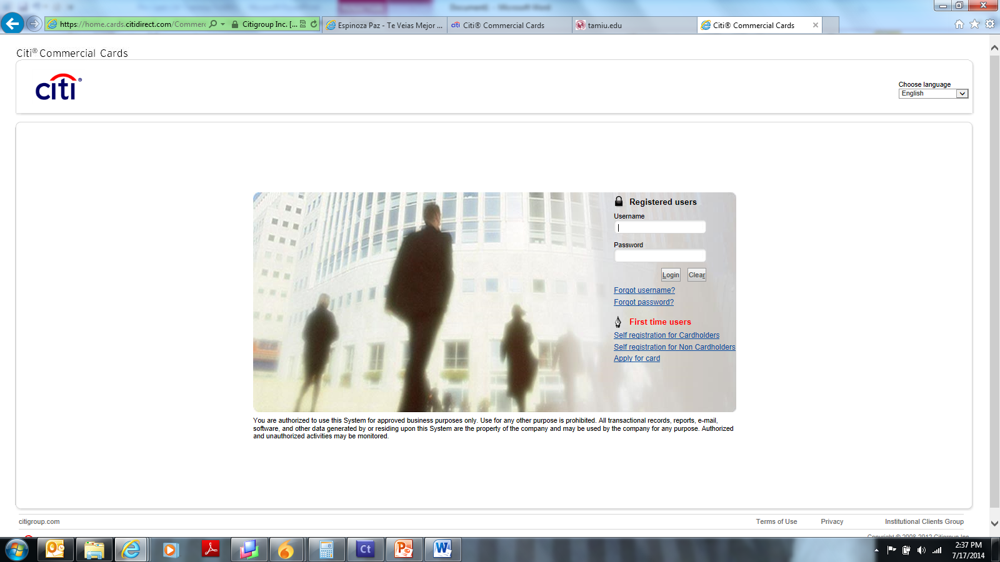 https://home.cards.citidirect.com/Commerc
Citigroup Inc. [...
Espinoza Paz - Te Veias Mejor ...
citi Citi® Commercial Cards
tamiu.edu
Citi® Commercial Cards
Citi® Commercial Cards
citi®
Choose language
English
Registered users
Username
Password
Login Clear
Forgot username?
Forgot password?
First time users
Self registration for Cardholders
Self registration for Non Cardholders
Apply for card
You are authorized to use this System for approved business purposes only. Use for any other purpose is prohibited. All transactional records, reports, e-mail,
software, and other data generated by or residing upon this System are the property of the company and may be used by the company for any purpose. Authorized
and unauthorized activities may be monitored.
citigroup.com
Terms of Use Privacy Institutional Clients Group
Copyright © 2008-2012 Citigroup Inc
Ct
2:37 PM
7/17/2014